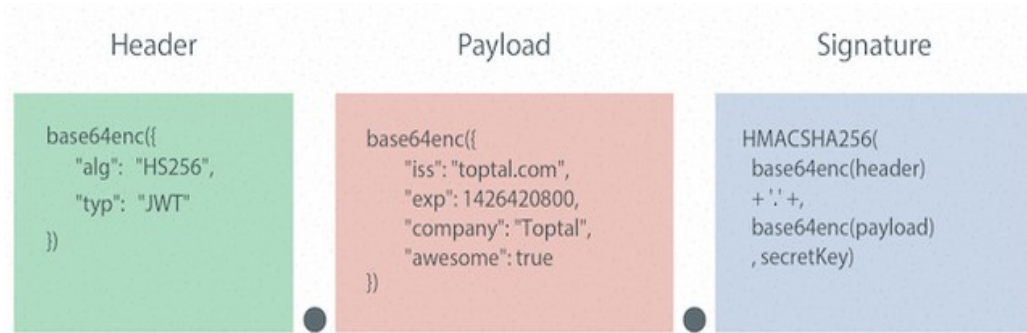 Header
base64enc({
"alg": "HS256",
"typ": "JWT"
})
Payload
base64enc({
"iss": "toptal.com",
"exp": 1426420800,
"company": "Toptal",
"awesome": true
})
Signature
HMACSHA256(
base64enc(header)
+ '.' +,
base64enc(payload)
, secretKey)